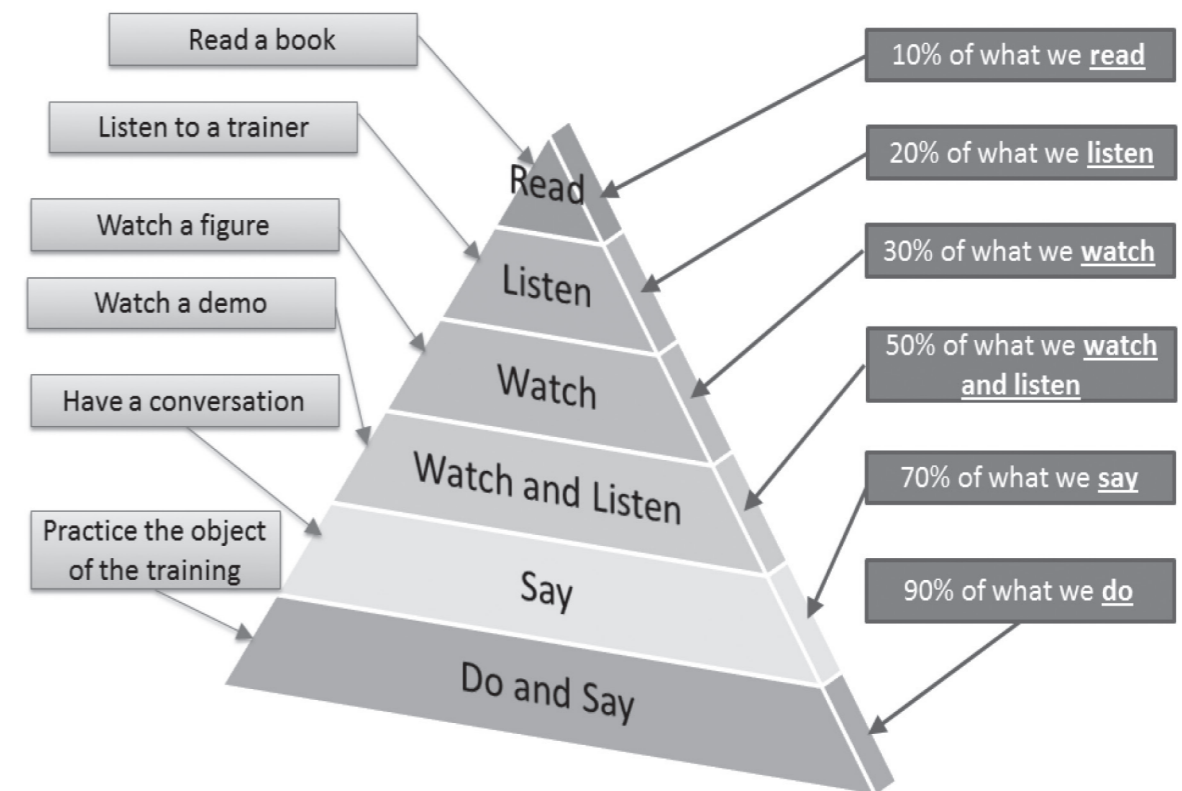 Read a book
Listen to a trainer
Watch a figure
Watch a demo
Have a conversation
Practice the object
of the training
Read
Listen
Watch
Watch and Listen
Say
Do and Say
10% of what we read
20% of what we listen
30% of what we watch
50% of what we watch
and listen
70% of what we say
90% of what we do